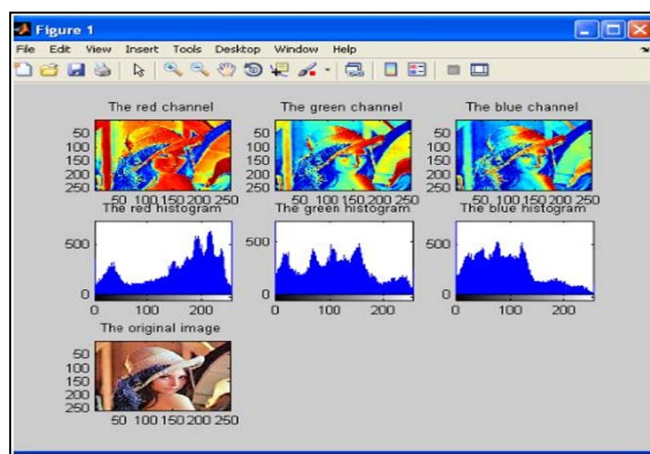 Figure 1
File Edit View Insert Tools Desktop Window Help
The red channel The green channel The blue channel
50 50 50
100 100 100
150 150 150
200 200 200
250 250 250
50 100 150 200 250 50 100 150 200 250 50 100 150 200 250
The red histogram The green histogram The blue histogram
500 500 500
0 0 0
0 100 200 0 100 200 0 100 200
The original image
50
100
150
200
250
50 100 150 200 250